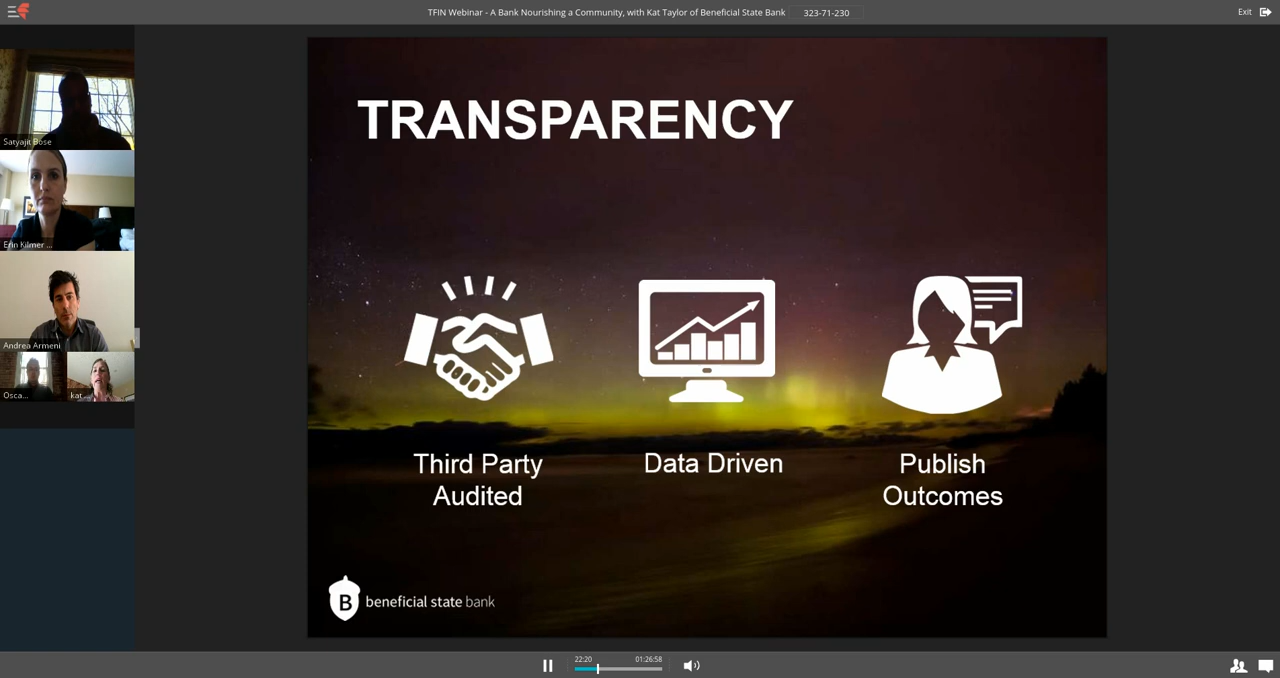 TFIN Webinar - A Bank Nourishing a Community, with Kat Taylor of Beneficial State Bank 323-71-230 Exit
Satyajit Bose
Erin Kilmer ...
Andrea Armeni
Osca... kat ...
TRANSPARENCY
Third Party
Audited
Data Driven
Publish
Outcomes
B beneficial state bank
22:20 01:26:58